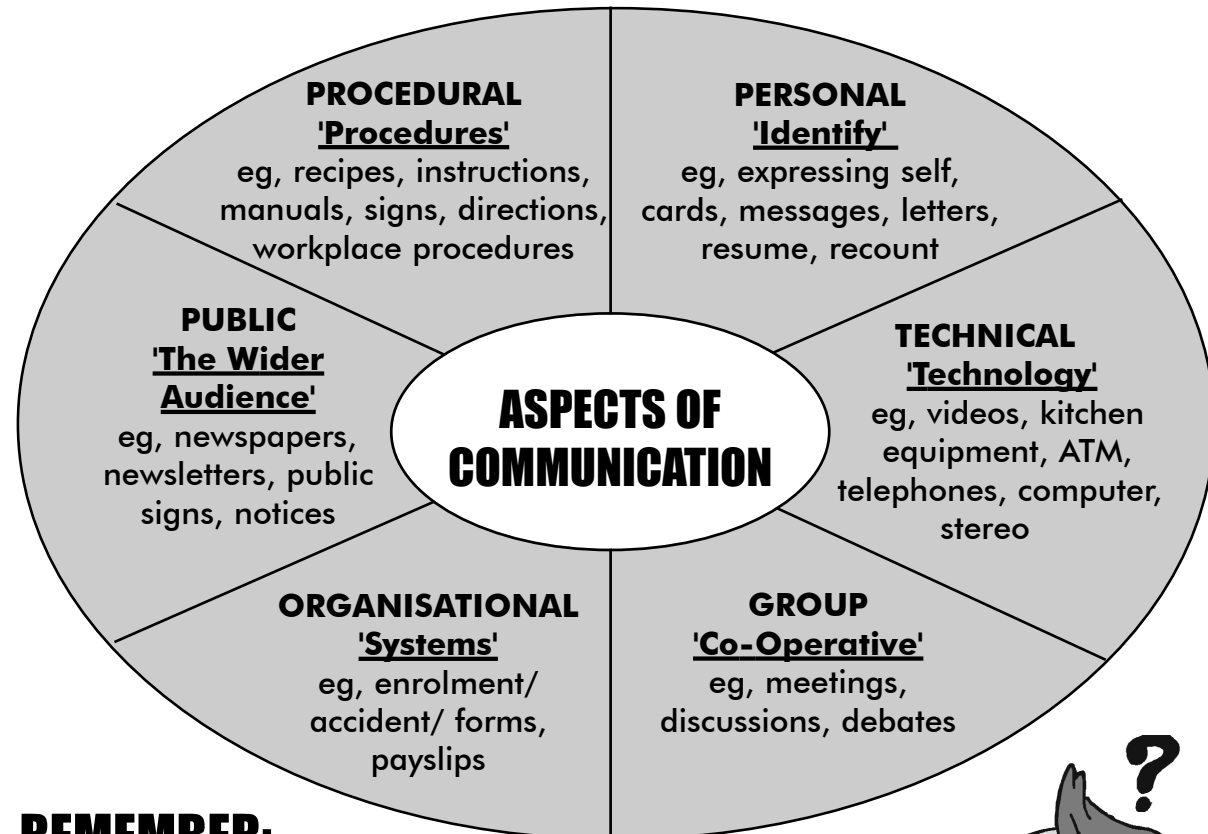 PROCEDURAL
'Procedures'
eg, recipes, instructions,
manuals, signs, directions,
workplace procedures
PERSONAL
'Identify'
eg, expressing self,
cards, messages, letters,
resume, recount
PUBLIC
'The Wider
Audience'
eg, newspapers,
newsletters, public
signs, notices
ASPECTS OF
COMMUNICATION
TECHNICAL
'Technology'
eg, videos, kitchen
equipment, ATM,
telephones, computer,
stereo
ORGANISATIONAL
'Systems'
eg, enrolment/
accident/ forms,
payslips
GROUP
'Co-Operative'
eg, meetings,
discussions, debates
?
REMEMBER: